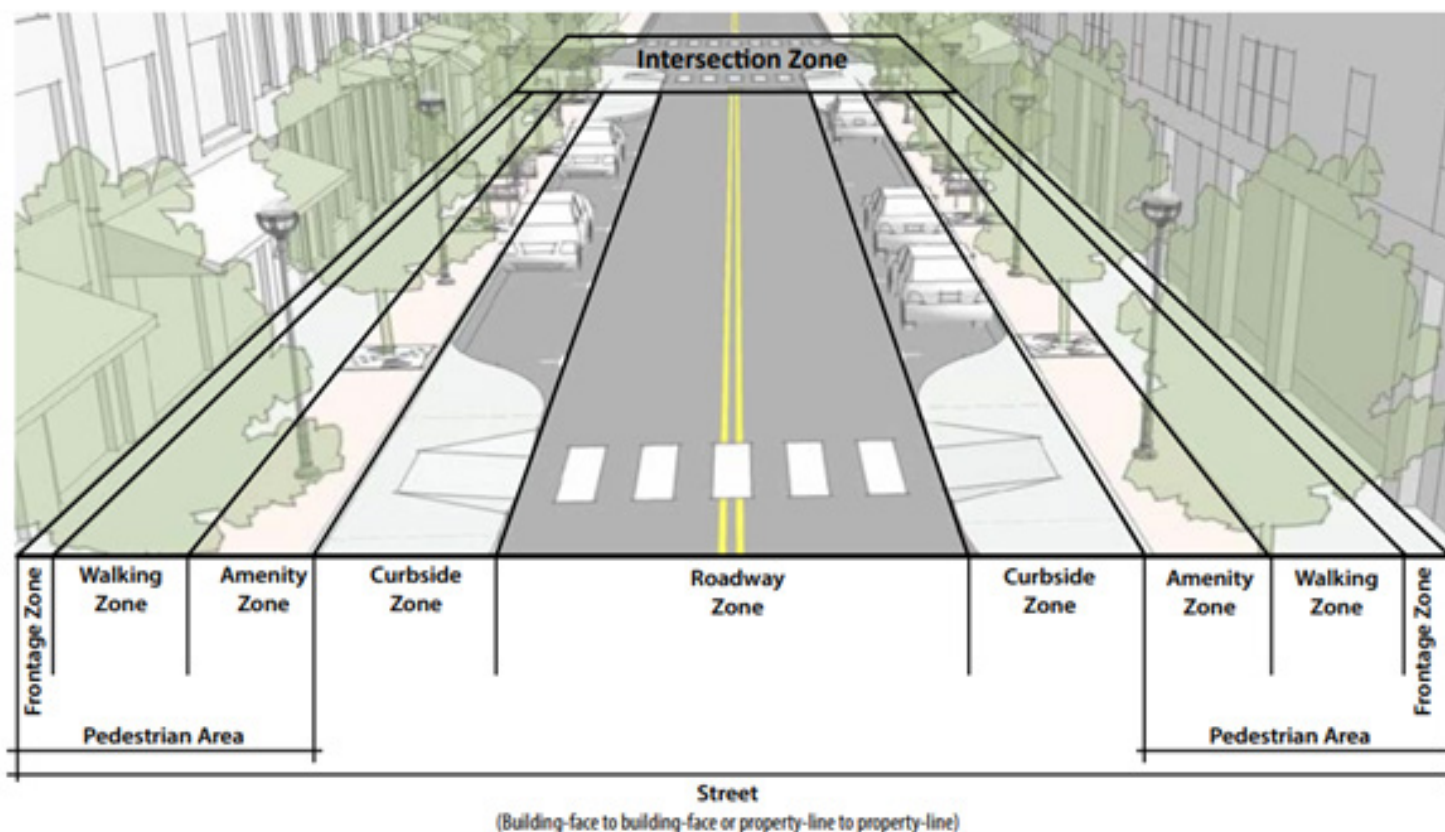 Intersection Zone
Frontage Zone
Walking
Zone
Amenity
Zone
Curbside
Zone
Roadway
Zone
Curbside
Zone
Amenity
Zone
Walking
Zone
Frontage Zone
Pedestrian Area
Pedestrian Area
Street
(Building-face to building-face or property-line to property-line)